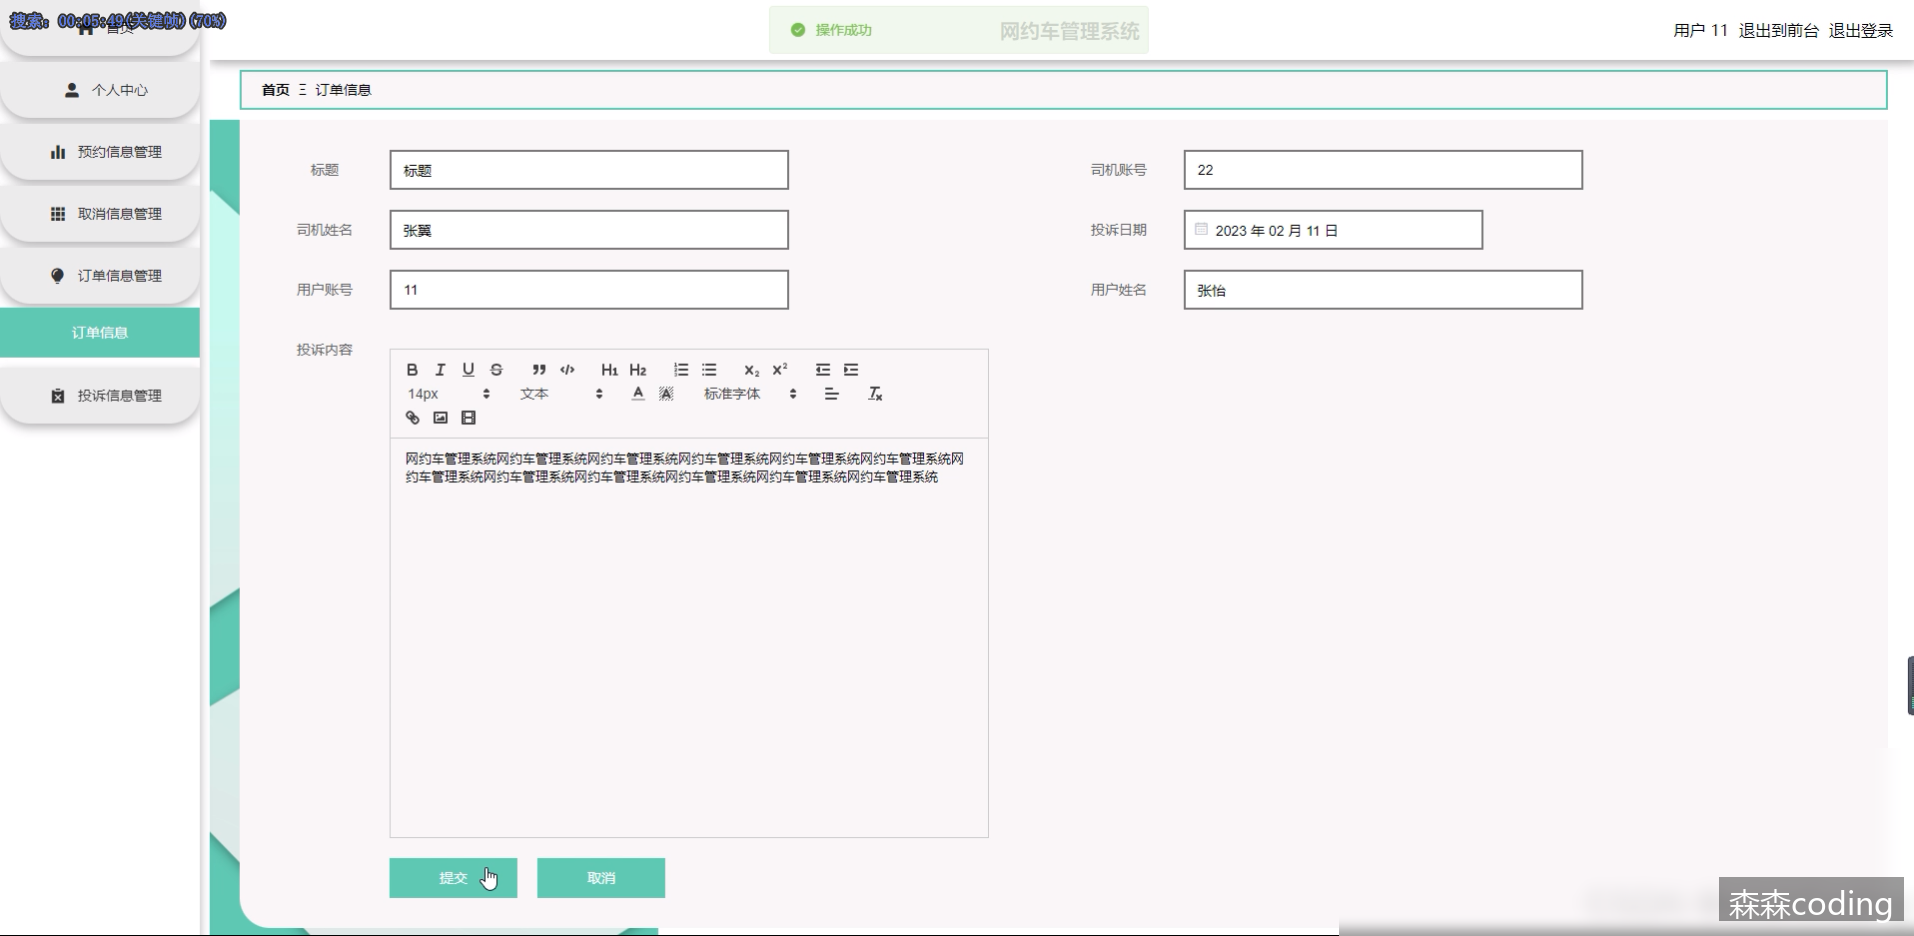 搜索: 00:05:49(关键帧)(70%)
首页
操作成功
网约车管理系统
用户 11 退出到前台 退出登录
个人中心
预约信息管理
取消信息管理
订单信息管理
订单信息
投诉信息管理
首页 Ξ 订单信息
标题 标题
司机账号 22
司机姓名 张翼
投诉日期 2023 年 02 月 11 日
用户账号 11
用户姓名 张怡
投诉内容
B I U S ” </> H1 H2 X2 X2
14px 文本 A A 标准字体 Tx
网约车管理系统网约车管理系统网约车管理系统网约车管理系统网约车管理系统网约车管理系统网
约车管理系统网约车管理系统网约车管理系统网约车管理系统网约车管理系统网约车管理系统
提交 取消
森森coding